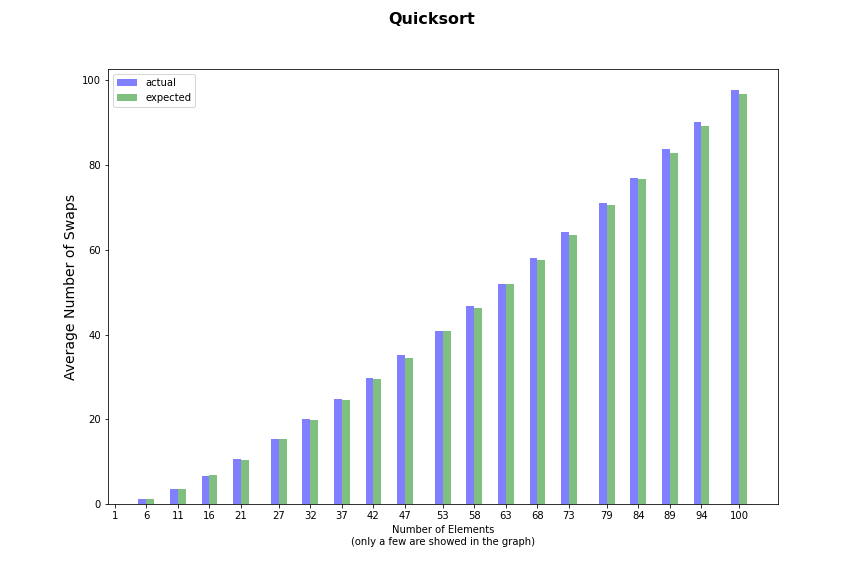 Quicksort
100
actual
expected
80
60
40
20
0
Average Number of Swaps
1 6 11 16 21 27 32 37 42 47 53 58 63 68 73 79 84 89 94 100
Number of Elements
(only a few are showed in the graph)